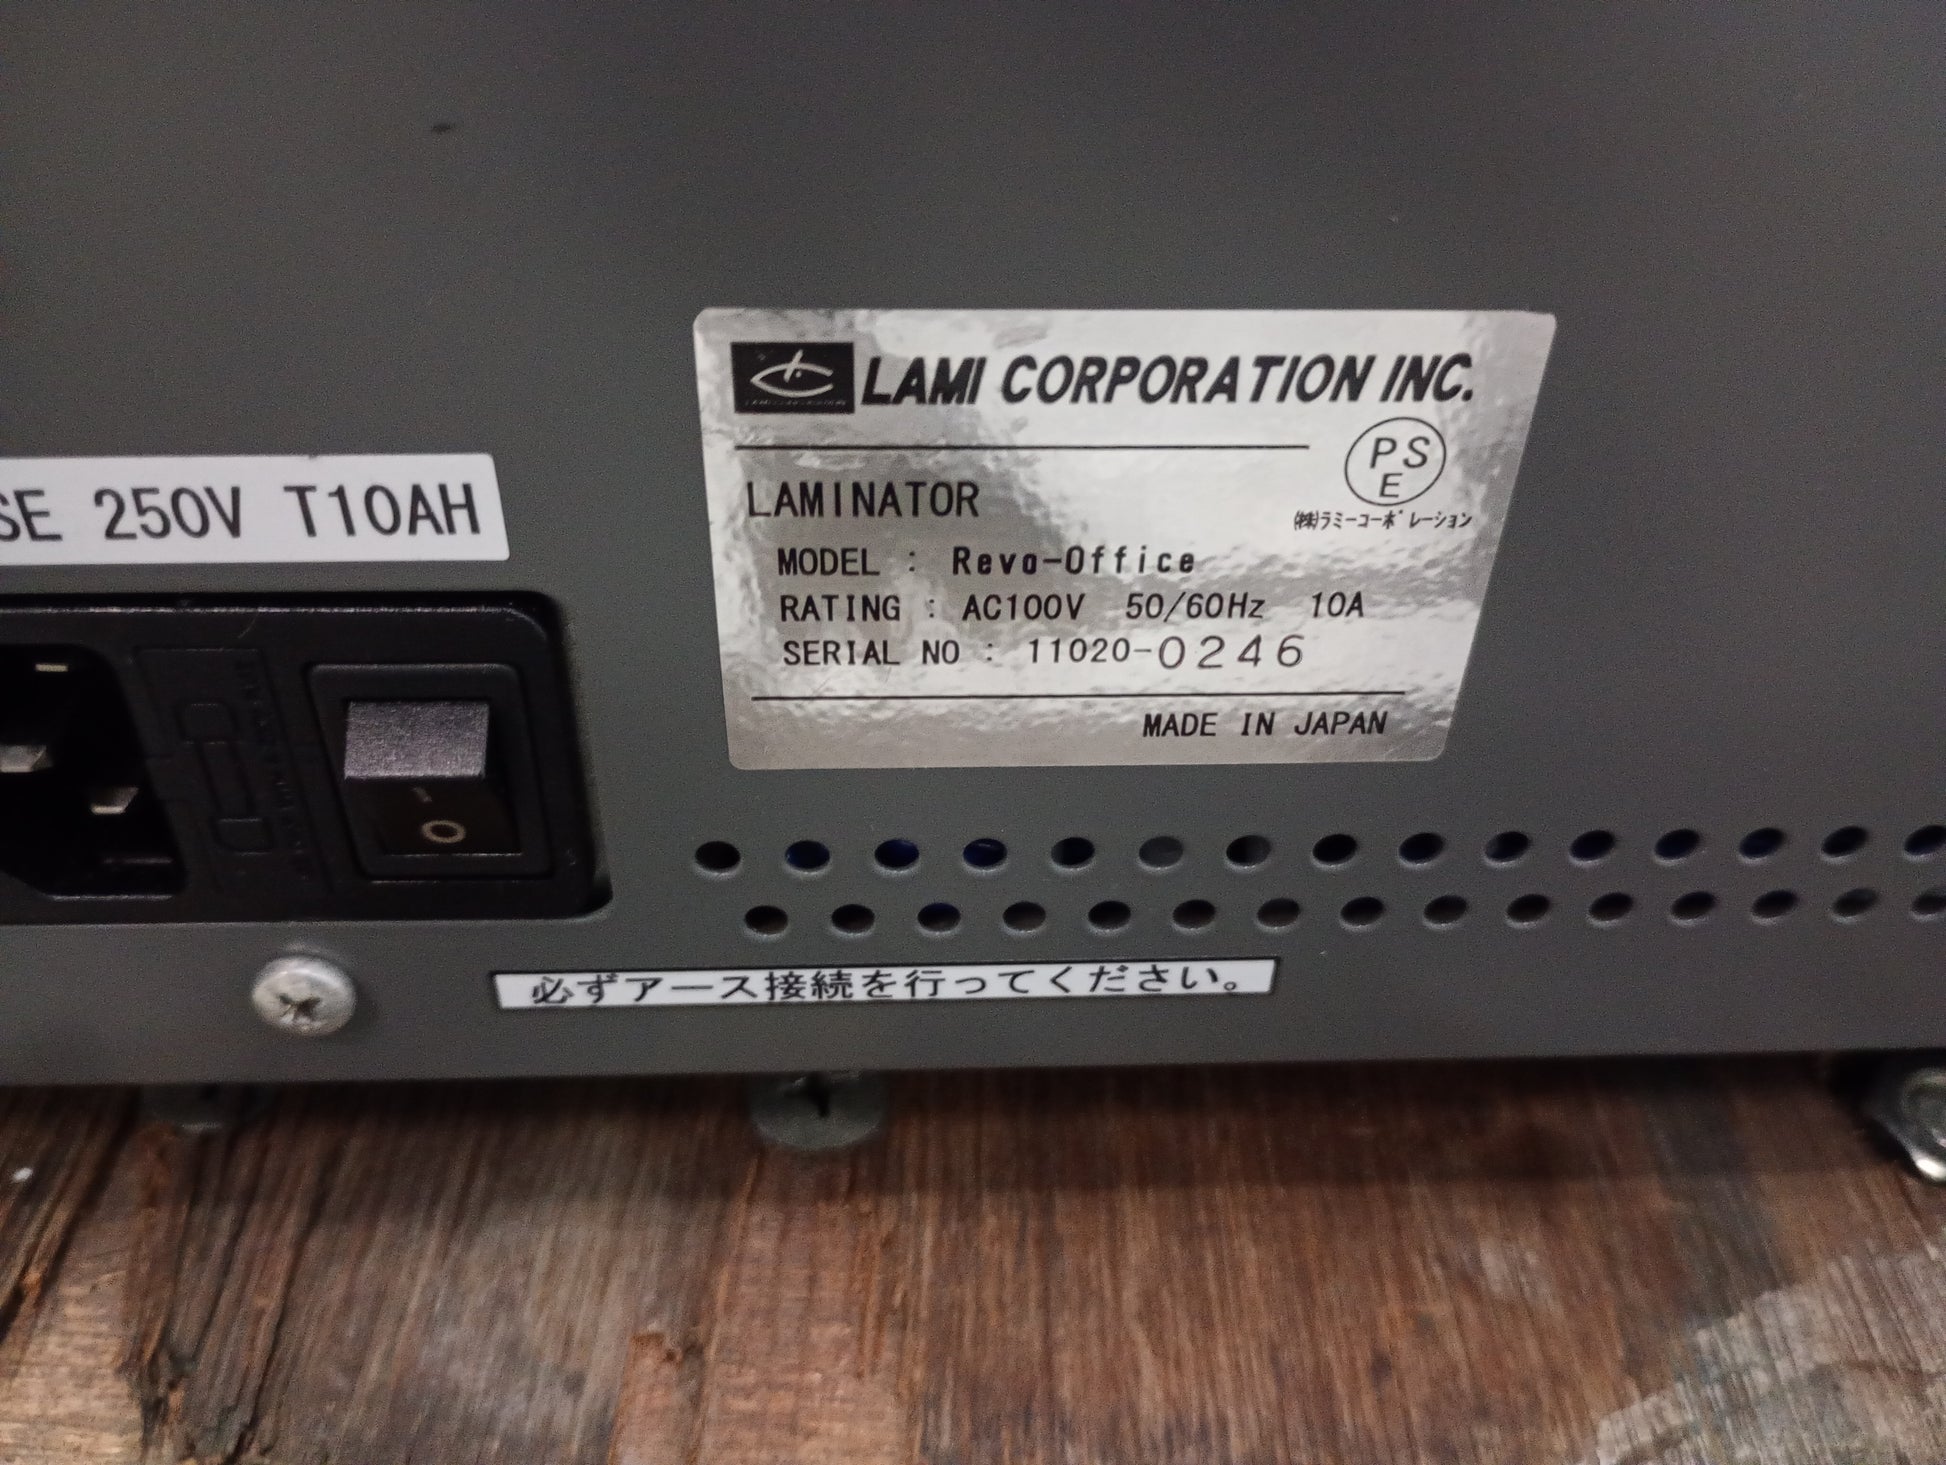 LAMI CORPORATION INC.
PSE
㈱ラミーコーポレーション
LAMINATOR
MODEL : Revo-Office
RATING : AC100V 50/60Hz 10A
SERIAL NO : 11020-0246
MADE IN JAPAN
SE 250V T10AH
I
O
必ずアース接続を行ってください。